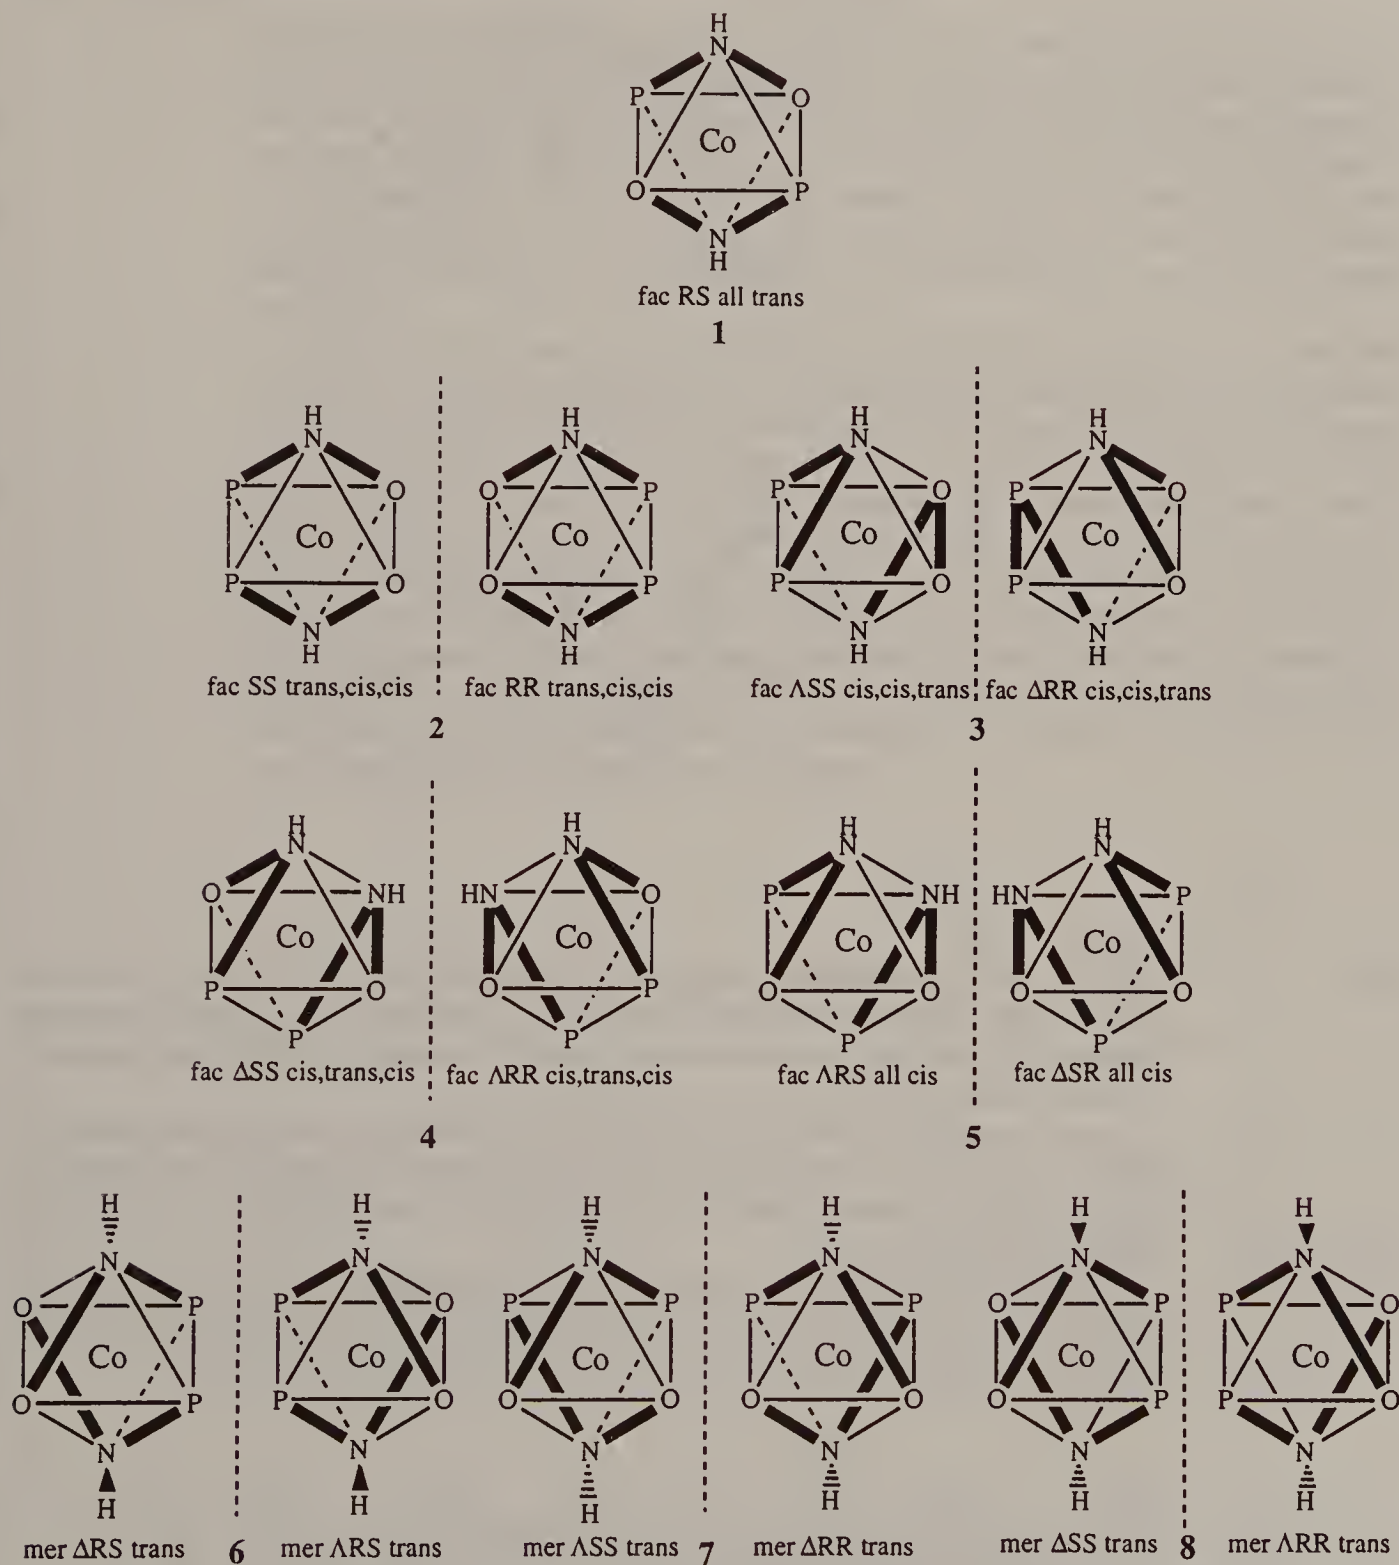 H
N
P O
Co
O P
N
H
fac RS all trans
1
H H H H
N N N N
P O O P P O P O
Co Co Co Co
P O O P P O P O
N N N N
H H H H
fac SS trans,cis,cis fac RR trans,cis,cis fac ΛSS cis,cis,trans fac ΔRR cis,cis,trans
2 3
H H H H
N N N N
O NH HN O P NH HN P
Co Co Co Co
P O O P O O O O
P P P P
fac ΔSS cis,trans,cis fac ΛRR cis,trans,cis fac ΛRS all cis fac ΔSR all cis
4 5
H H H H H H
N N N N N N
O P P O P P P P O P P O
Co Co Co Co Co Co
O P P O O O O O O P P O
N N N N N N
H H H H H H
mer ΔRS trans 6 mer ΛRS trans mer ΛSS trans 7 mer ΔRR trans mer ΔSS trans 8 mer ΛRR trans